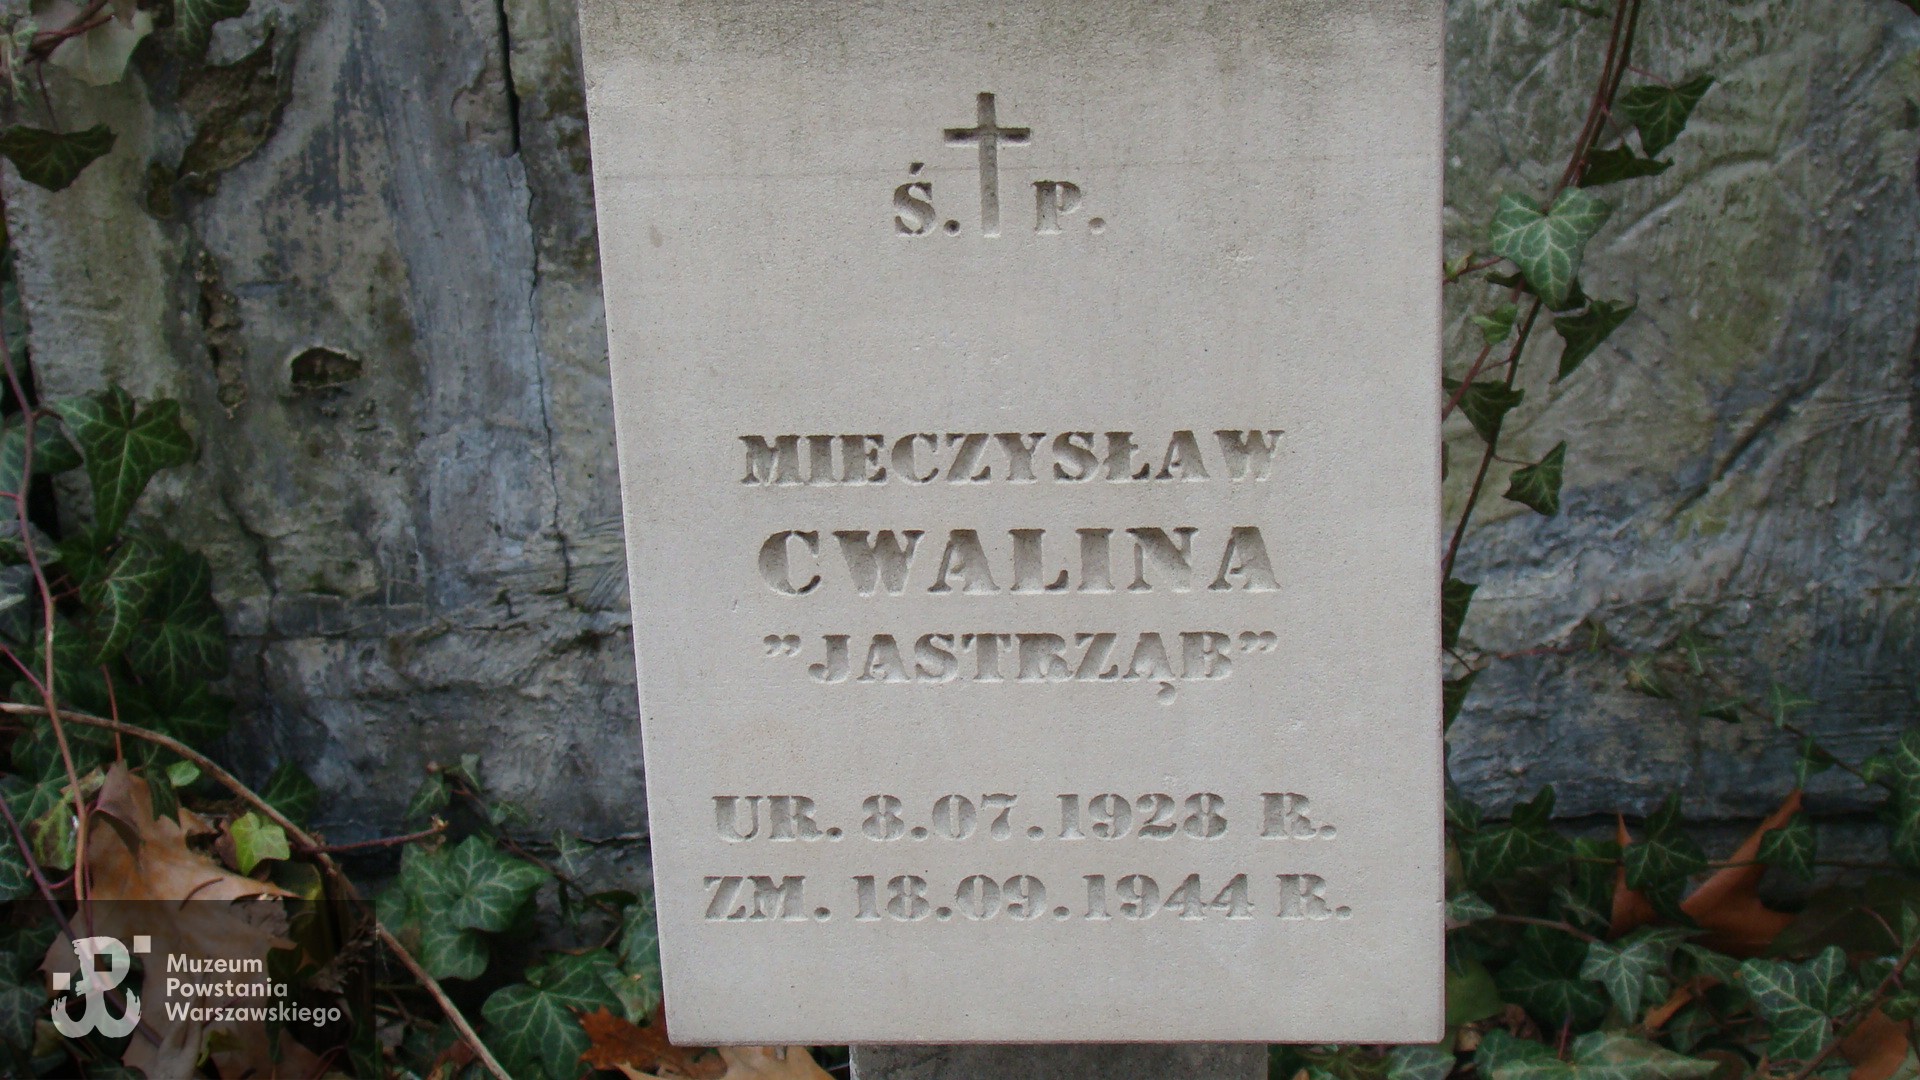 Ś. P.
MIECZYSŁAW
CWALINA
"JASTRZĄB"
UR. 8.07.1928 R.
ZM. 18.09.1944 R.
Muzeum
Powstania
Warszawskiego